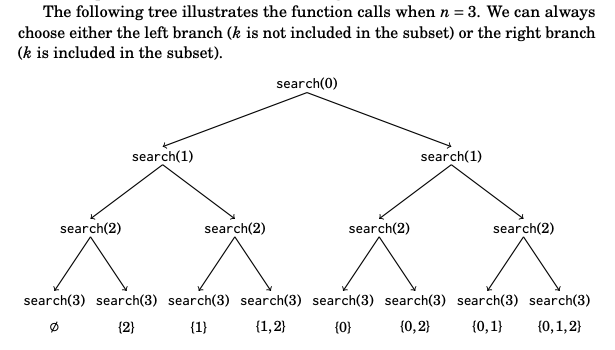 The following tree illustrates the function calls when n = 3. We can always
choose either the left branch (k is not included in the subset) or the right branch
(k is included in the subset).
search(0)
search(1) search(1)
search(2) search(2) search(2) search(2)
search(3) search(3) search(3) search(3) search(3) search(3) search(3) search(3)
∅ {2} {1} {1,2} {0} {0,2} {0,1} {0,1,2}